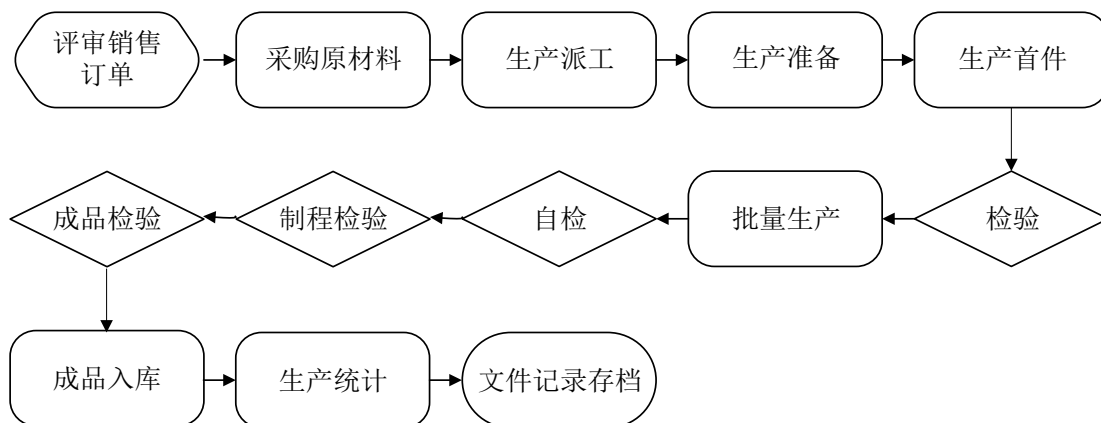 评审销售
订单
采购原材料
生产派工
生产准备
生产首件
检验
批量生产
自检
制程检验
成品检验
成品入库
生产统计
文件记录存档